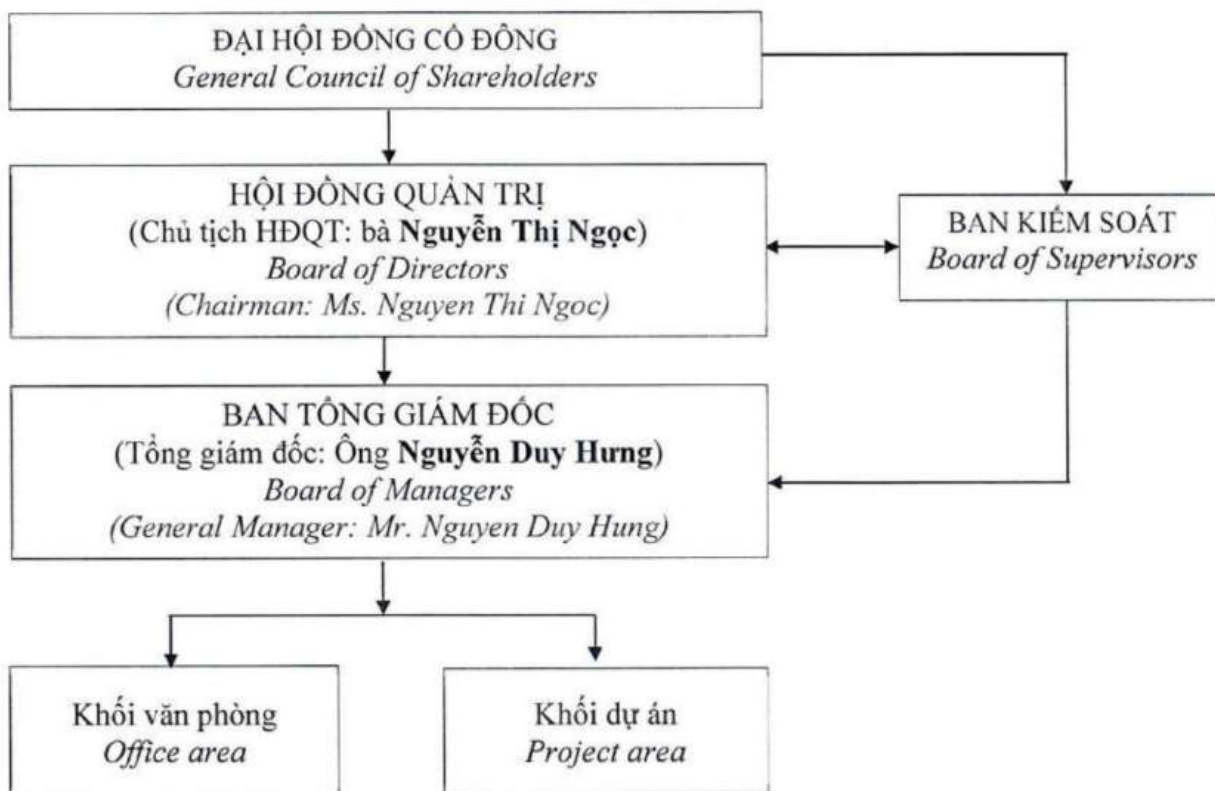 ĐẠI HỘI ĐỒNG CỔ ĐÔNG
General Council of Shareholders
HỘI ĐỒNG QUẢN TRỊ
(Chủ tịch HĐQT: bà Nguyễn Thị Ngọc)
Board of Directors
(Chairman: Ms. Nguyen Thi Ngoc)
BAN KIỂM SOÁT
Board of Supervisors
BAN TỔNG GIÁM ĐỐC
(Tổng giám đốc: Ông Nguyễn Duy Hưng)
Board of Managers
(General Manager: Mr. Nguyen Duy Hung)
Khối văn phòng
Office area
Khối dự án
Project area